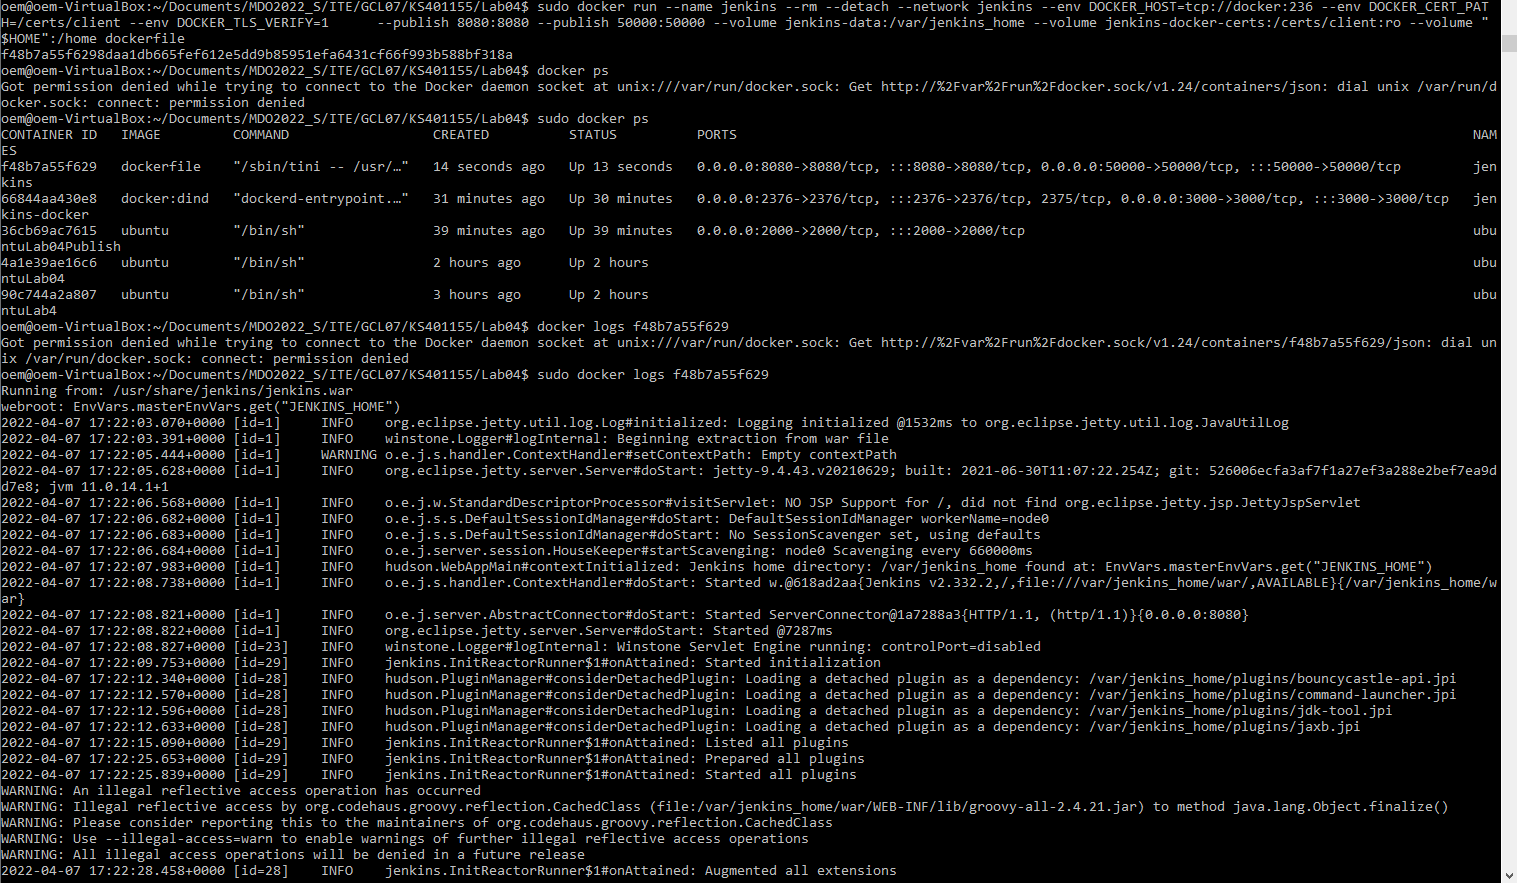 oem@oem-VirtualBox:~/Documents/MDO2022_S/ITE/GCL07/KS401155/Lab04$ sudo docker run --name jenkins --rm --detach --network jenkins --env DOCKER_HOST=tcp://docker:236 --env DOCKER_CERT_PAT
H=/certs/client --env DOCKER_TLS_VERIFY=1      --publish 8080:8080 --publish 50000:50000 --volume jenkins-data:/var/jenkins_home --volume jenkins-docker-certs:/certs/client:ro --volume "
$HOME":/home dockerfile
f48b7a55f6298daa1db665fef612e5dd9b85951efa6431cf66f993b588bf318a
oem@oem-VirtualBox:~/Documents/MDO2022_S/ITE/GCL07/KS401155/Lab04$ docker ps
Got permission denied while trying to connect to the Docker daemon socket at unix:///var/run/docker.sock: Get http://%2Fvar%2Frun%2Fdocker.sock/v1.24/containers/json: dial unix /var/run/d
ocker.sock: connect: permission denied
oem@oem-VirtualBox:~/Documents/MDO2022_S/ITE/GCL07/KS401155/Lab04$ sudo docker ps
CONTAINER ID   IMAGE         COMMAND                  CREATED          STATUS          PORTS                                                                                            NAM
ES
f48b7a55f629   dockerfile    "/sbin/tini -- /usr/…"   14 seconds ago   Up 13 seconds   0.0.0.0:8080->8080/tcp, :::8080->8080/tcp, 0.0.0.0:50000->50000/tcp, :::50000->50000/tcp         jen
kins
66844aa430e8   docker:dind   "dockerd-entrypoint.…"   31 minutes ago   Up 30 minutes   0.0.0.0:2376->2376/tcp, :::2376->2376/tcp, 2375/tcp, 0.0.0.0:3000->3000/tcp, :::3000->3000/tcp   jen
kins-docker
36cb69ac7615   ubuntu        "/bin/sh"                39 minutes ago   Up 39 minutes   0.0.0.0:2000->2000/tcp, :::2000->2000/tcp                                                        ubu
ntuLab04Publish
4a1e39ae16c6   ubuntu        "/bin/sh"                2 hours ago      Up 2 hours                                                                                                       ubu
ntuLab04
90c744a2a807   ubuntu        "/bin/sh"                3 hours ago      Up 2 hours                                                                                                       ubu
ntuLab4
oem@oem-VirtualBox:~/Documents/MDO2022_S/ITE/GCL07/KS401155/Lab04$ docker logs f48b7a55f629
Got permission denied while trying to connect to the Docker daemon socket at unix:///var/run/docker.sock: Get http://%2Fvar%2Frun%2Fdocker.sock/v1.24/containers/f48b7a55f629/json: dial un
ix /var/run/docker.sock: connect: permission denied
oem@oem-VirtualBox:~/Documents/MDO2022_S/ITE/GCL07/KS401155/Lab04$ sudo docker logs f48b7a55f629
Running from: /usr/share/jenkins/jenkins.war
webroot: EnvVars.masterEnvVars.get("JENKINS_HOME")
2022-04-07 17:22:03.070+0000 [id=1]     INFO    org.eclipse.jetty.util.log.Log#initialized: Logging initialized @1532ms to org.eclipse.jetty.util.log.JavaUtilLog
2022-04-07 17:22:03.391+0000 [id=1]     INFO    winstone.Logger#logInternal: Beginning extraction from war file
2022-04-07 17:22:05.444+0000 [id=1]     WARNING o.e.j.s.handler.ContextHandler#setContextPath: Empty contextPath
2022-04-07 17:22:05.628+0000 [id=1]     INFO    org.eclipse.jetty.server.Server#doStart: jetty-9.4.43.v20210629; built: 2021-06-30T11:07:22.254Z; git: 526006ecfa3af7f1a27ef3a288e2bef7ea9d
d7e8; jvm 11.0.14.1+1
2022-04-07 17:22:06.568+0000 [id=1]     INFO    o.e.j.w.StandardDescriptorProcessor#visitServlet: NO JSP Support for /, did not find org.eclipse.jetty.jsp.JettyJspServlet
2022-04-07 17:22:06.682+0000 [id=1]     INFO    o.e.j.s.s.DefaultSessionIdManager#doStart: DefaultSessionIdManager workerName=node0
2022-04-07 17:22:06.683+0000 [id=1]     INFO    o.e.j.s.s.DefaultSessionIdManager#doStart: No SessionScavenger set, using defaults
2022-04-07 17:22:06.684+0000 [id=1]     INFO    o.e.j.server.session.HouseKeeper#startScavenging: node0 Scavenging every 660000ms
2022-04-07 17:22:07.983+0000 [id=1]     INFO    hudson.WebAppMain#contextInitialized: Jenkins home directory: /var/jenkins_home found at: EnvVars.masterEnvVars.get("JENKINS_HOME")
2022-04-07 17:22:08.738+0000 [id=1]     INFO    o.e.j.s.handler.ContextHandler#doStart: Started w.@618ad2aa{Jenkins v2.332.2,/,file:///var/jenkins_home/war/,AVAILABLE}{/var/jenkins_home/w
ar}
2022-04-07 17:22:08.821+0000 [id=1]     INFO    o.e.j.server.AbstractConnector#doStart: Started ServerConnector@1a7288a3{HTTP/1.1, (http/1.1)}{0.0.0.0:8080}
2022-04-07 17:22:08.822+0000 [id=1]     INFO    org.eclipse.jetty.server.Server#doStart: Started @7287ms
2022-04-07 17:22:08.827+0000 [id=23]    INFO    winstone.Logger#logInternal: Winstone Servlet Engine running: controlPort=disabled
2022-04-07 17:22:09.753+0000 [id=29]    INFO    jenkins.InitReactorRunner$1#onAttained: Started initialization
2022-04-07 17:22:12.340+0000 [id=28]    INFO    hudson.PluginManager#considerDetachedPlugin: Loading a detached plugin as a dependency: /var/jenkins_home/plugins/bouncycastle-api.jpi
2022-04-07 17:22:12.570+0000 [id=28]    INFO    hudson.PluginManager#considerDetachedPlugin: Loading a detached plugin as a dependency: /var/jenkins_home/plugins/command-launcher.jpi
2022-04-07 17:22:12.596+0000 [id=28]    INFO    hudson.PluginManager#considerDetachedPlugin: Loading a detached plugin as a dependency: /var/jenkins_home/plugins/jdk-tool.jpi
2022-04-07 17:22:12.633+0000 [id=28]    INFO    hudson.PluginManager#considerDetachedPlugin: Loading a detached plugin as a dependency: /var/jenkins_home/plugins/jaxb.jpi
2022-04-07 17:22:15.090+0000 [id=29]    INFO    jenkins.InitReactorRunner$1#onAttained: Listed all plugins
2022-04-07 17:22:25.653+0000 [id=29]    INFO    jenkins.InitReactorRunner$1#onAttained: Prepared all plugins
2022-04-07 17:22:25.839+0000 [id=29]    INFO    jenkins.InitReactorRunner$1#onAttained: Started all plugins
WARNING: An illegal reflective access operation has occurred
WARNING: Illegal reflective access by org.codehaus.groovy.reflection.CachedClass (file:/var/jenkins_home/war/WEB-INF/lib/groovy-all-2.4.21.jar) to method java.lang.Object.finalize()
WARNING: Please consider reporting this to the maintainers of org.codehaus.groovy.reflection.CachedClass
WARNING: Use --illegal-access=warn to enable warnings of further illegal reflective access operations
WARNING: All illegal access operations will be denied in a future release
2022-04-07 17:22:28.458+0000 [id=28]    INFO    jenkins.InitReactorRunner$1#onAttained: Augmented all extensions